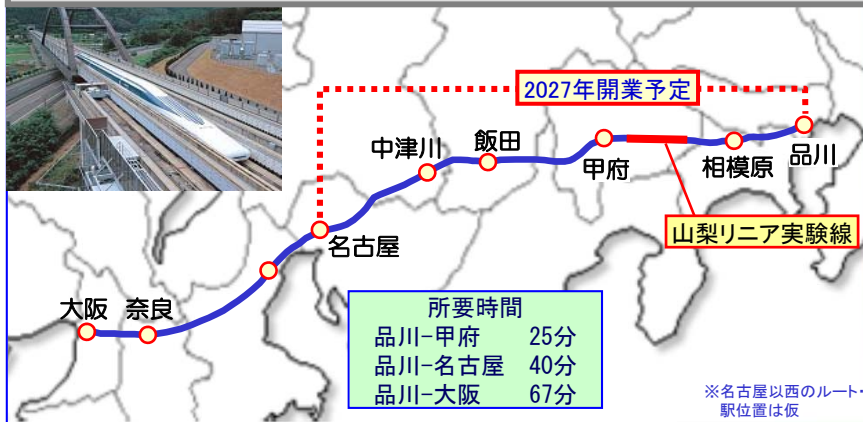 2027年開業予定
中津川
飯田
甲府
相模原
品川
山梨リニア実験線
名古屋
大阪
奈良
所要時間
品川-甲府 25分
品川-名古屋 40分
品川-大阪 67分
※名古屋以西のルート・
駅位置は仮